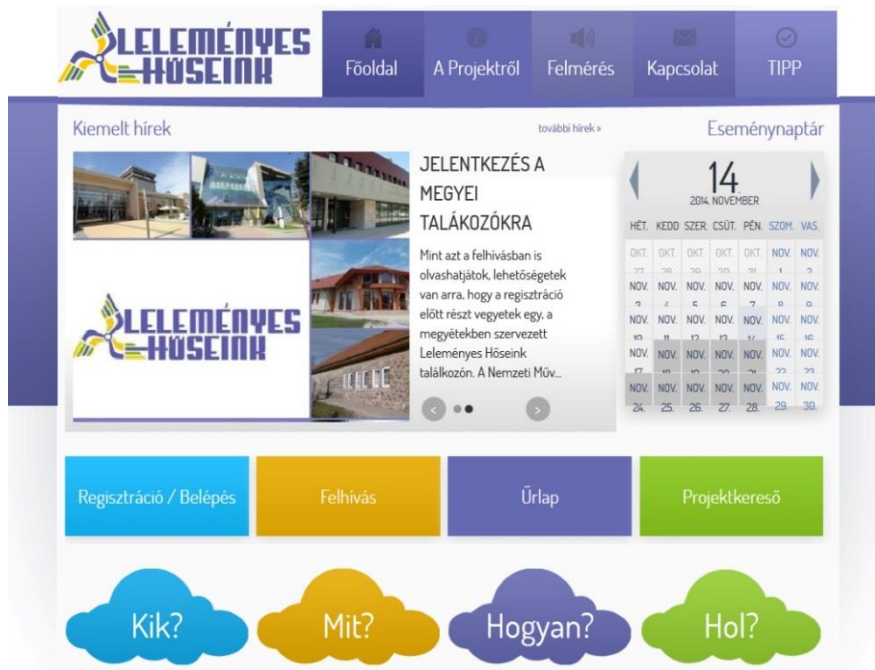 LELEMÉNYES
HŐSEINK
Főoldal
A Projektről
Felmérés
Kapcsolat
TIPP
Kiemelt hírek
további hírek »
Eseménynaptár
LELEMÉNYES
HŐSEINK
JELENTKEZÉS A
MEGYEI
TALÁKOZÓKRA
Mint azt a felhívásban is
olvashatjátok, lehetőségetek
van arra, hogy a regisztráció
előtt részt vegyetek egy, a
megyétekben szervezett
Leleményes Hőseink
találkozón. A Nemzeti Műv...
14.
2014. NOVEMBER
HÉT. KEDD SZER. CSÜT. PÉN. SZOM. VAS.
OKT. OKT. OKT. OKT. OKT. NOV. NOV.
NOV. NOV. NOV. NOV. NOV. NOV. NOV.
NOV. NOV. NOV. NOV. NOV. NOV. NOV.
NOV. NOV. NOV. NOV. NOV. NOV. NOV.
NOV. NOV. NOV. NOV. NOV. NOV. NOV.
24. 25. 26. 27. 28. 29. 30.
Regisztráció / Belépés
Felhívás
Űrlap
Projektkereső
Kik?
Mit?
Hogyan?
Hol?